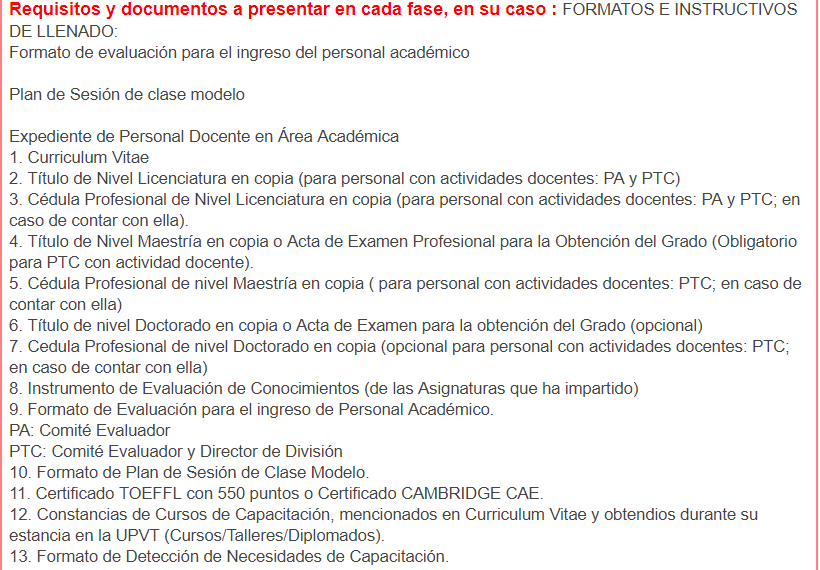 Requisitos y documentos a presentar en cada fase, en su caso : FORMATOS E INSTRUCTIVOS
DE LLENADO:
Formato de evaluación para el ingreso del personal académico
Plan de Sesión de clase modelo
Expediente de Personal Docente en Área Académica
1. Curriculum Vitae
2. Título de Nivel Licenciatura en copia (para personal con actividades docentes: PA y PTC)
3. Cédula Profesional de Nivel Licenciatura en copia (para personal con actividades docentes: PA y PTC; en
caso de contar con ella).
4. Título de Nivel Maestría en copia o Acta de Examen Profesional para la Obtención del Grado (Obligatorio
para PTC con actividad docente).
5. Cédula Profesional de nivel Maestría en copia ( para personal con actividades docentes: PTC; en caso de
contar con ella)
6. Título de nivel Doctorado en copia o Acta de Examen para la obtención del Grado (opcional)
7. Cedula Profesional de nivel Doctorado en copia (opcional para personal con actividades docentes: PTC;
en caso de contar con ella)
8. Instrumento de Evaluación de Conocimientos (de las Asignaturas que ha impartido)
9. Formato de Evaluación para el ingreso de Personal Académico.
PA: Comité Evaluador
PTC: Comité Evaluador y Director de División
10. Formato de Plan de Sesión de Clase Modelo.
11. Certificado TOEFFL con 550 puntos o Certificado CAMBRIDGE CAE.
12. Constancias de Cursos de Capacitación, mencionados en Curriculum Vitae y obtendios durante su
estancia en la UPVT (Cursos/Talleres/Diplomados).
13. Formato de Detección de Necesidades de Capacitación.